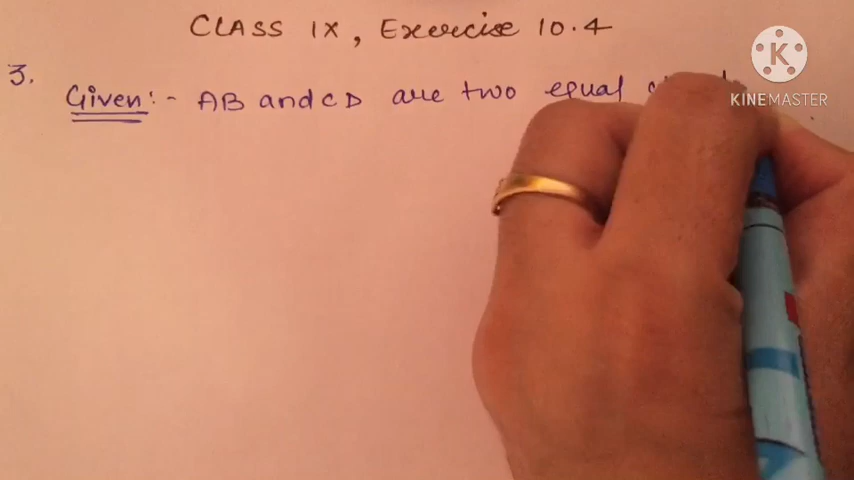 CLASS IX, Exercise 10.4
3.
Given:- AB and CD are two equal
K
KINEMASTER